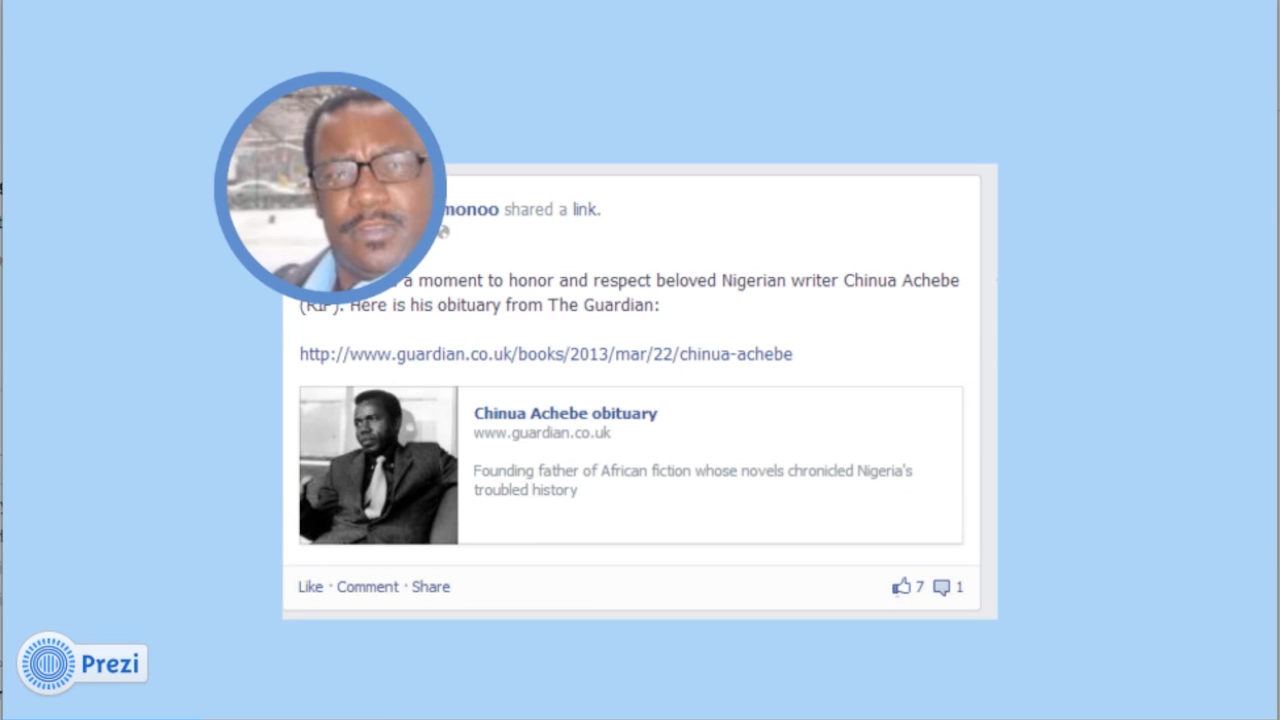 shared a link.
a moment to honor and respect beloved Nigerian writer Chinua Achebe
(RIP). Here is his obituary from The Guardian:
http://www.guardian.co.uk/books/2013/mar/22/chinua-achebe
Chinua Achebe obituary
www.guardian.co.uk
Founding father of African fiction whose novels chronicled Nigeria's
troubled history
Like · Comment · Share
7 1
Prezi